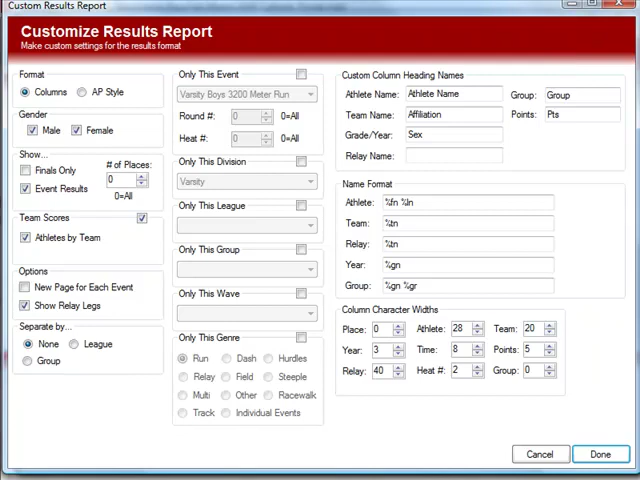 Custom Results Report
Customize Results Report
Make custom settings for the results format
Format
Columns
AP Style
Gender
Male
Female
Show...
Finals Only
Event Results
# of Places:
0
0=All
Team Scores
Athletes by Team
Options
New Page for Each Event
Show Relay Legs
Separate by...
None
League
Group
Only This Event
Varsity Boys 3200 Meter Run
Round #:
0
0=All
Heat #:
0
0=All
Only This Division
Varsity
Only This League
Only This Group
Only This Wave
Only This Genre
Run
Dash
Hurdles
Relay
Field
Steeple
Multi
Other
Racewalk
Track
Individual Events
Custom Column Heading Names
Athlete Name:
Athlete Name
Group:
Group
Team Name:
Affiliation
Points:
Pts
Grade/Year:
Sex
Relay Name:
Name Format
Athlete:
%fn %ln
Team:
%tn
Relay:
%tn
Year:
%gn
Group:
%gn %gr
Column Character Widths
Place:
0
Athlete:
28
Team:
20
Year:
3
Time:
8
Points:
5
Relay:
40
Heat #:
2
Group:
0
Cancel
Done